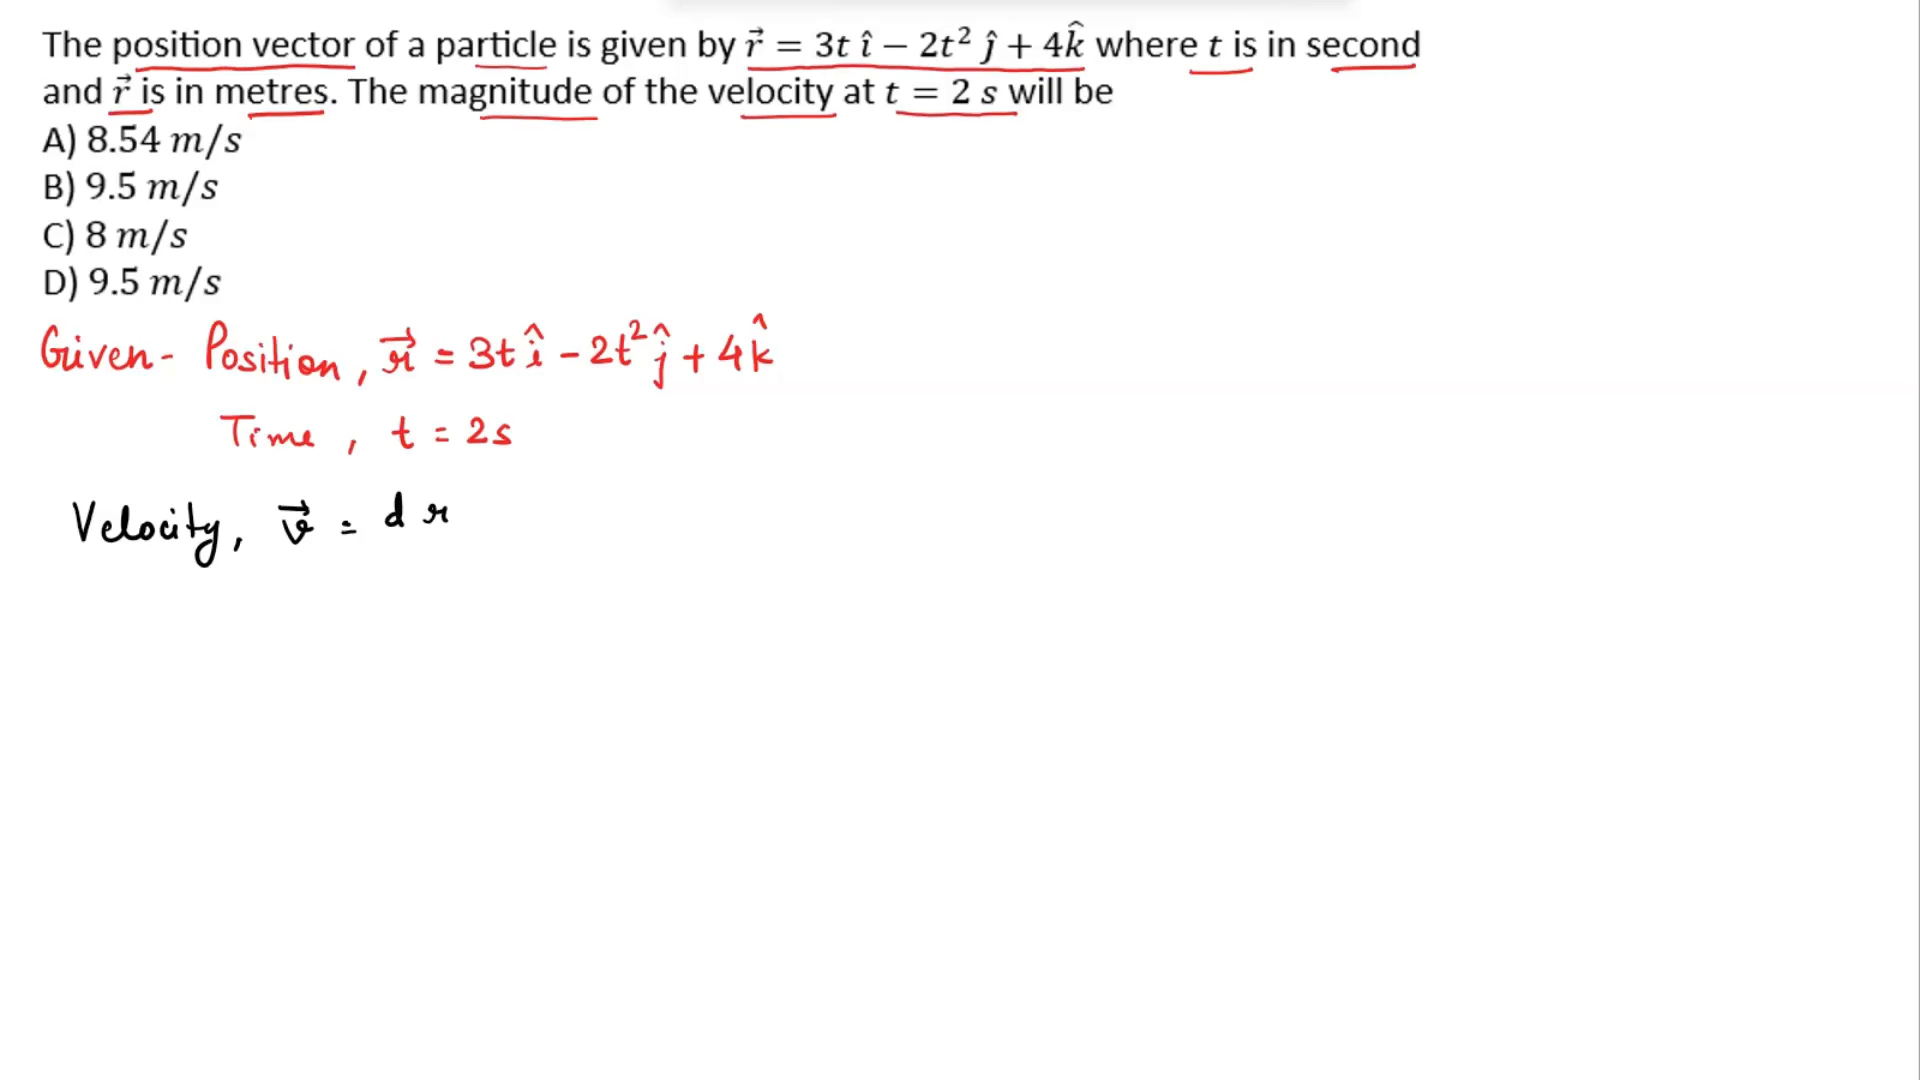 The position vector of a particle is given by r⃗ = 3t î − 2t² ĵ + 4k̂ where t is in second
and r⃗ is in metres. The magnitude of the velocity at t = 2 s will be
A) 8.54 m/s
B) 9.5 m/s
C) 8 m/s
D) 9.5 m/s
Given- Position, r⃗ = 3t î − 2t² ĵ + 4k̂
Time, t = 2s
Velocity, v⃗ = dr